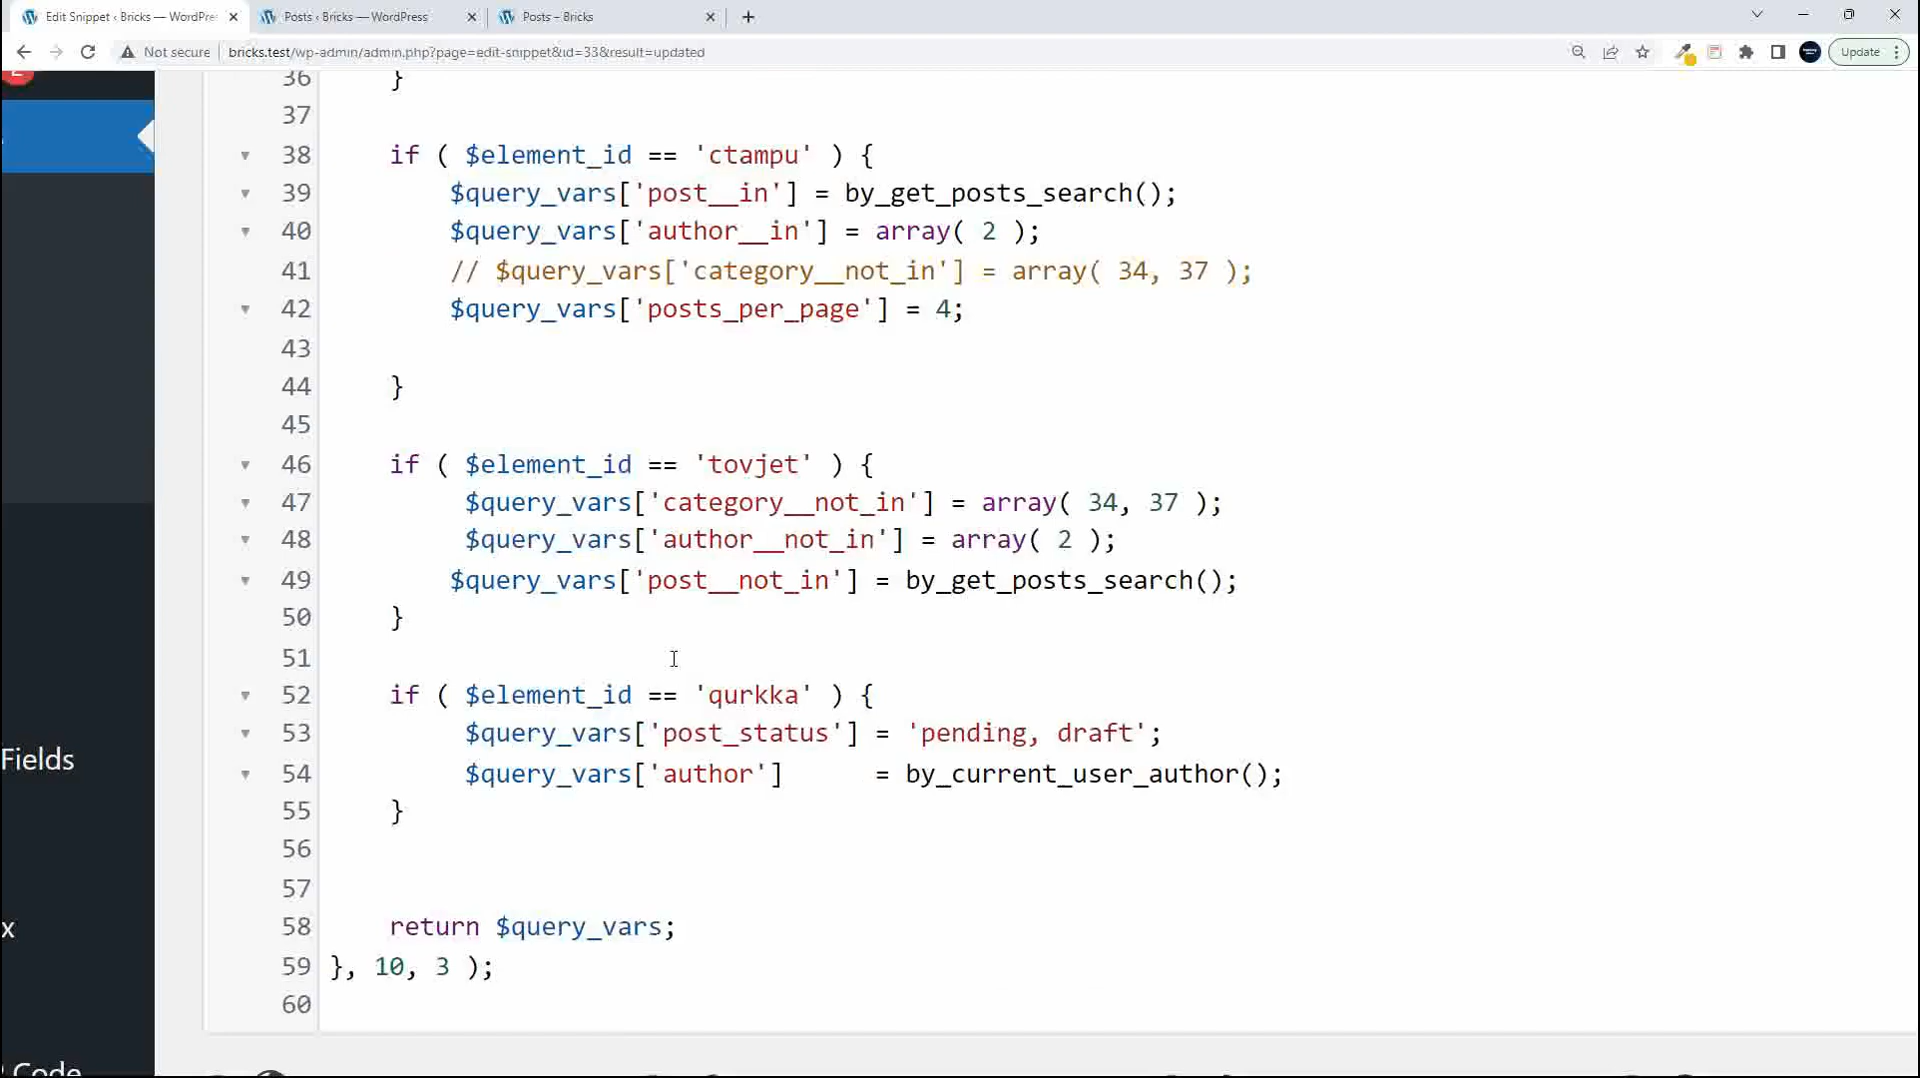 Edit Snippet ‹ Bricks — WordPre
Posts ‹ Bricks — WordPress
Posts – Bricks
Not secure
bricks.test/wp-admin/admin.php?page=edit-snippet&id=33&result=updated
Update
36 }
37
38 if ( $element_id == 'ctampu' ) {
39 $query_vars['post__in'] = by_get_posts_search();
40 $query_vars['author__in'] = array( 2 );
41 // $query_vars['category__not_in'] = array( 34, 37 );
42 $query_vars['posts_per_page'] = 4;
43
44 }
45
46 if ( $element_id == 'tovjet' ) {
47 $query_vars['category__not_in'] = array( 34, 37 );
48 $query_vars['author__not_in'] = array( 2 );
49 $query_vars['post__not_in'] = by_get_posts_search();
50 }
51
52 if ( $element_id == 'qurkka' ) {
53 $query_vars['post_status'] = 'pending, draft';
54 $query_vars['author'] = by_current_user_author();
55 }
56
57
58 return $query_vars;
59 }, 10, 3 );
60
Fields
x
Code